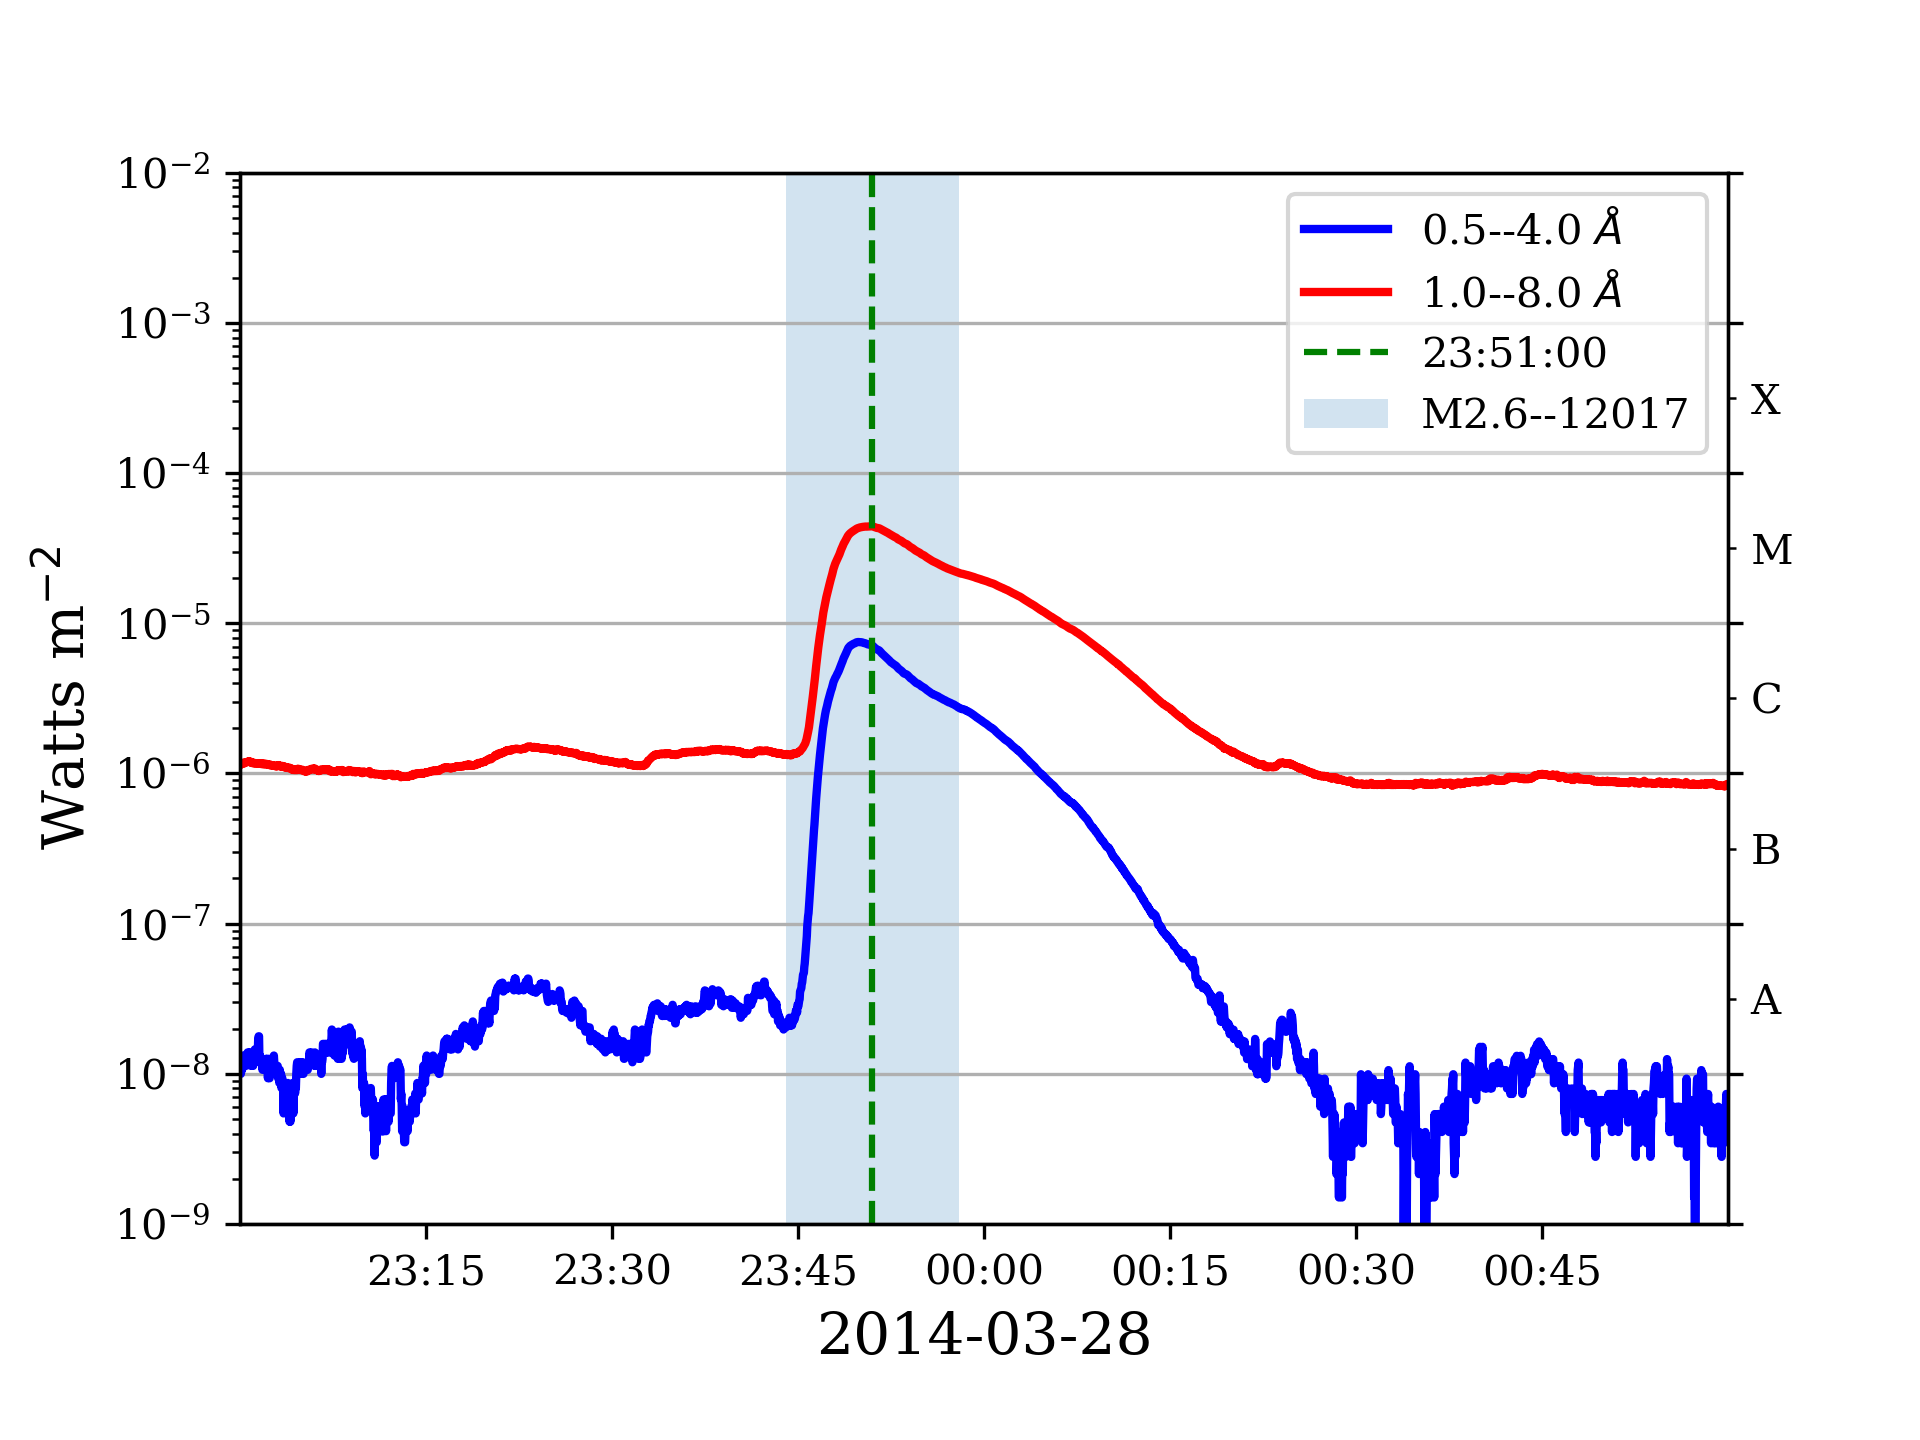 10⁻²
10⁻³
10⁻⁴
10⁻⁵
10⁻⁶
10⁻⁷
10⁻⁸
10⁻⁹
Watts m⁻²
0.5--4.0 Å
1.0--8.0 Å
23:51:00
M2.6--12017
X
M
C
B
A
23:15 23:30 23:45 00:00 00:15 00:30 00:45
2014-03-28